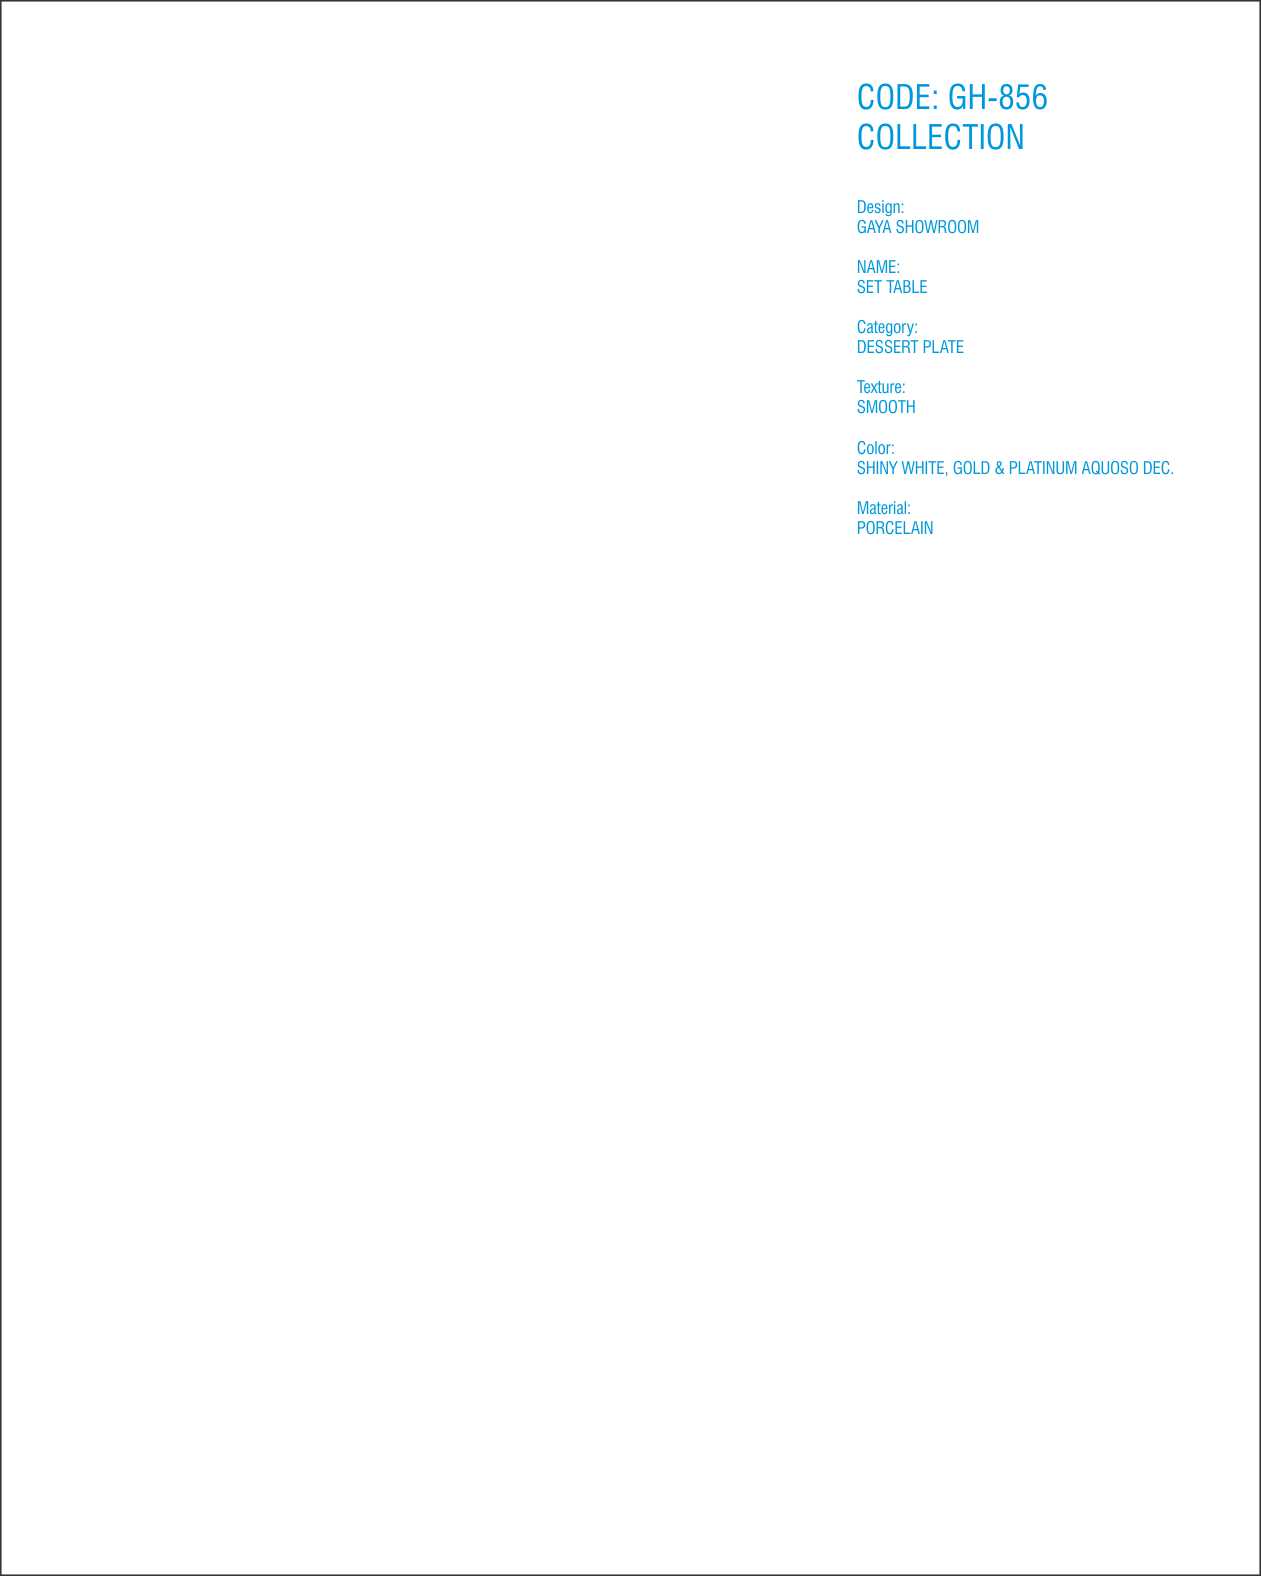 CODE: GH-856
COLLECTION
Design:
GAYA SHOWROOM
NAME:
SET TABLE
Category:
DESSERT PLATE
Texture:
SMOOTH
Color:
SHINY WHITE, GOLD & PLATINUM AQUOSO DEC.
Material:
PORCELAIN